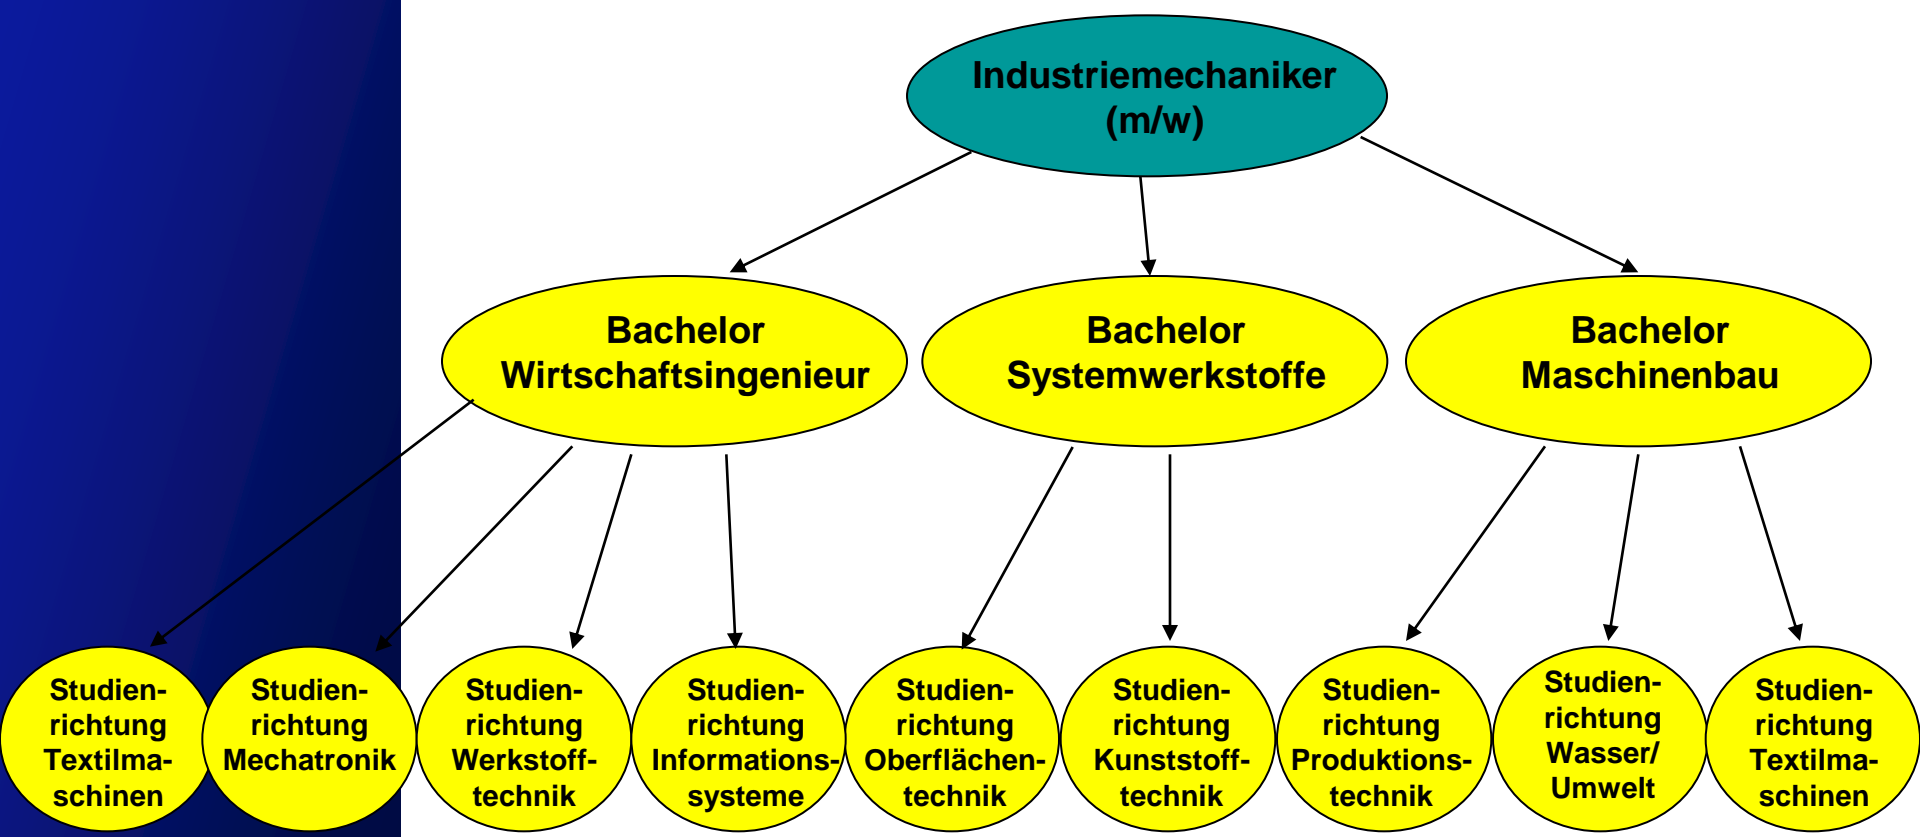 Industriemechaniker
(m/w)
Bachelor
Wirtschaftsingenieur
Bachelor
Systemwerkstoffe
Bachelor
Maschinenbau
Studien-
richtung
Textilma-
schinen
Studien-
richtung
Mechatronik
Studien-
richtung
Werkstoff-
technik
Studien-
richtung
Informations-
systeme
Studien-
richtung
Oberflächen-
technik
Studien-
richtung
Kunststoff-
technik
Studien-
richtung
Produktions-
technik
Studien-
richtung
Wasser/
Umwelt
Studien-
richtung
Textilma-
schinen